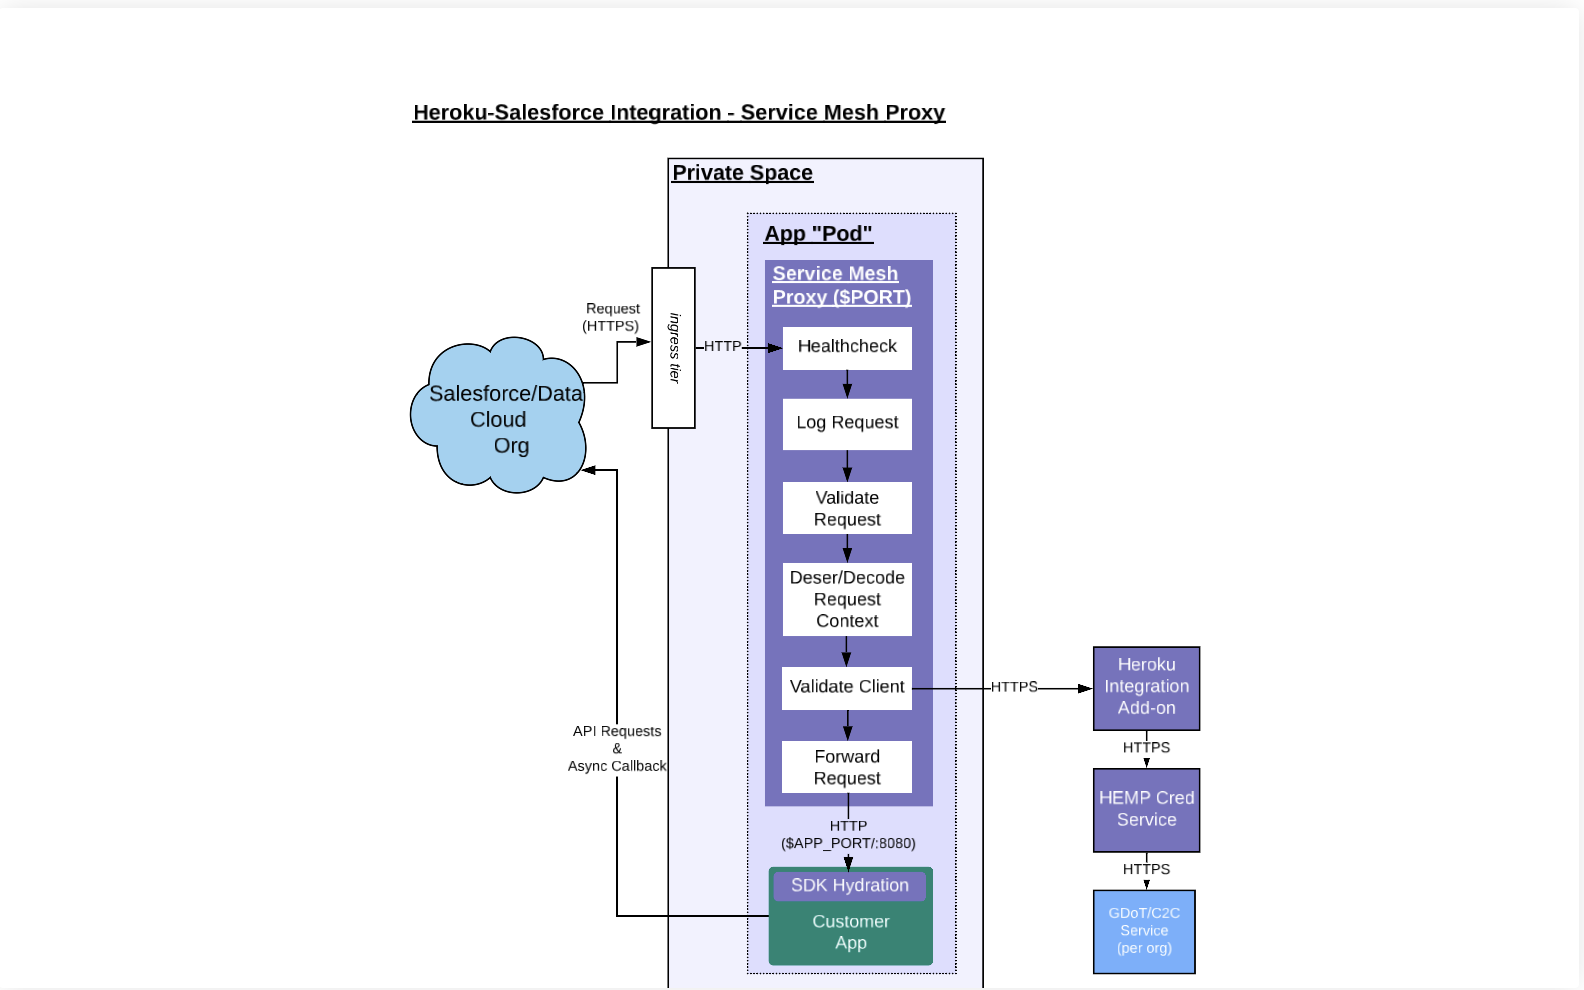 Heroku-Salesforce Integration - Service Mesh Proxy
Private Space
App "Pod"
Service Mesh
Proxy ($PORT)
Request
(HTTPS)
ingress tier
HTTP
Healthcheck
Salesforce/Data
Cloud
Org
Log Request
Validate
Request
Deser/Decode
Request
Context
Validate Client
HTTPS
Heroku
Integration
Add-on
API Requests
&
Async Callback
Forward
Request
HTTPS
HEMP Cred
Service
HTTP
($APP_PORT/:8080)
HTTPS
SDK Hydration
Customer
App
GDoT/C2C
Service
(per org)